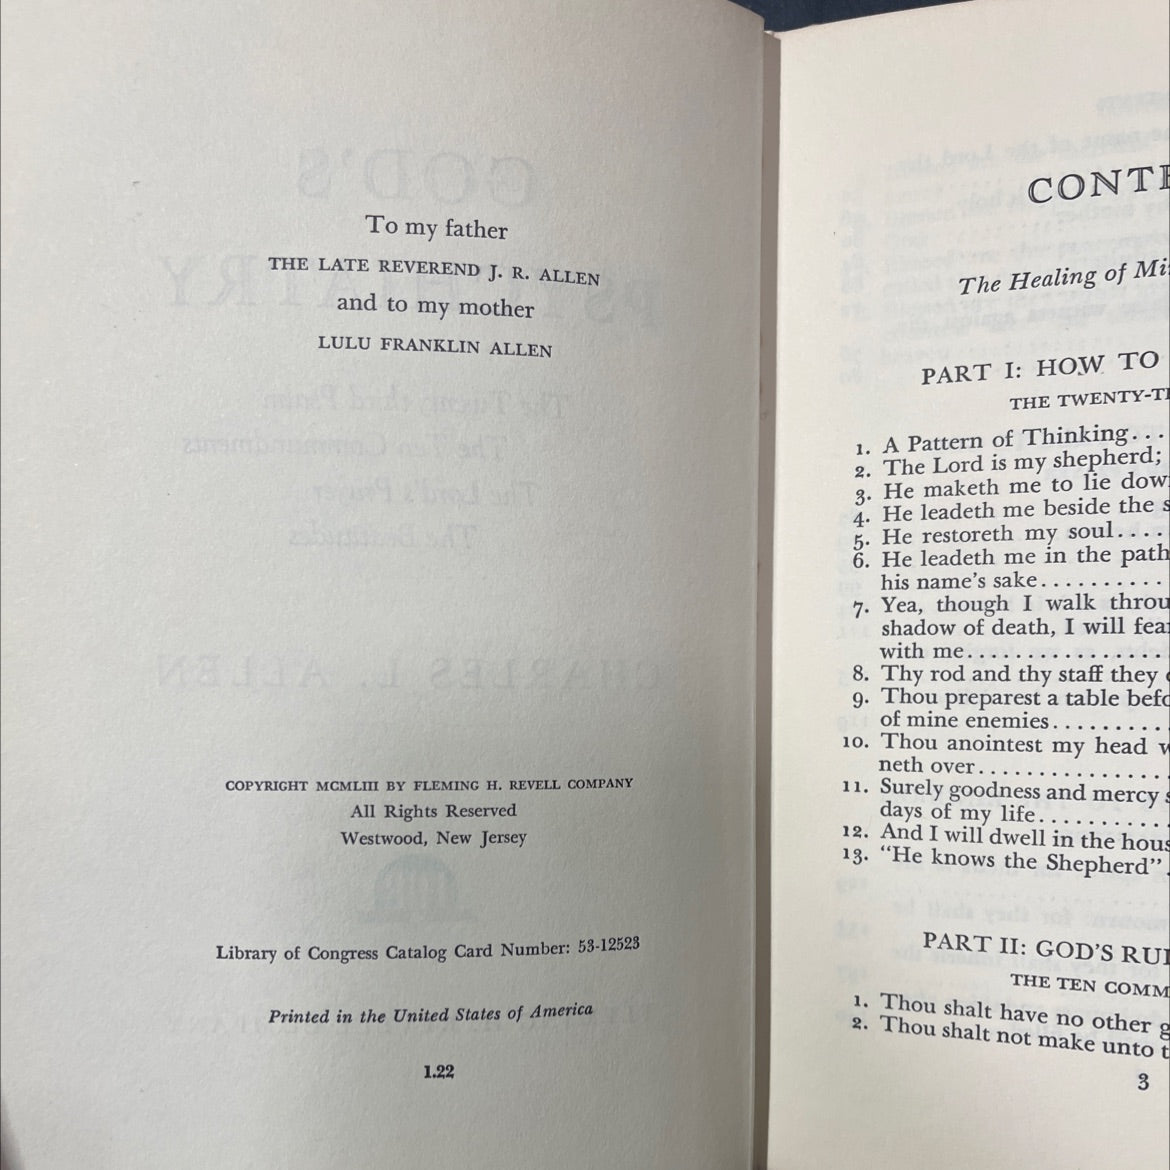 To my father
THE LATE REVEREND J. R. ALLEN
and to my mother
LULU FRANKLIN ALLEN
COPYRIGHT MCMLIII BY FLEMING H. REVELL COMPANY
All Rights Reserved
Westwood, New Jersey
Library of Congress Catalog Card Number: 53-12523
Printed in the United States of America
1.22
CONTE
The Healing of Mi
PART I: HOW TO
THE TWENTY-T
1. A Pattern of Thinking...
2. The Lord is my shepherd;
3. He maketh me to lie dow
4. He leadeth me beside the s
5. He restoreth my soul....
6. He leadeth me in the path
his name's sake..........
7. Yea, though I walk throu
shadow of death, I will fea
with me................
8. Thy rod and thy staff they c
9. Thou preparest a table befo
of mine enemies..........
10. Thou anointest my head w
neth over................
11. Surely goodness and mercy s
days of my life...........
12. And I will dwell in the hous
13. "He knows the Shepherd".
PART II: GOD'S RUL
THE TEN COMM
1. Thou shalt have no other g
2. Thou shalt not make unto t
3